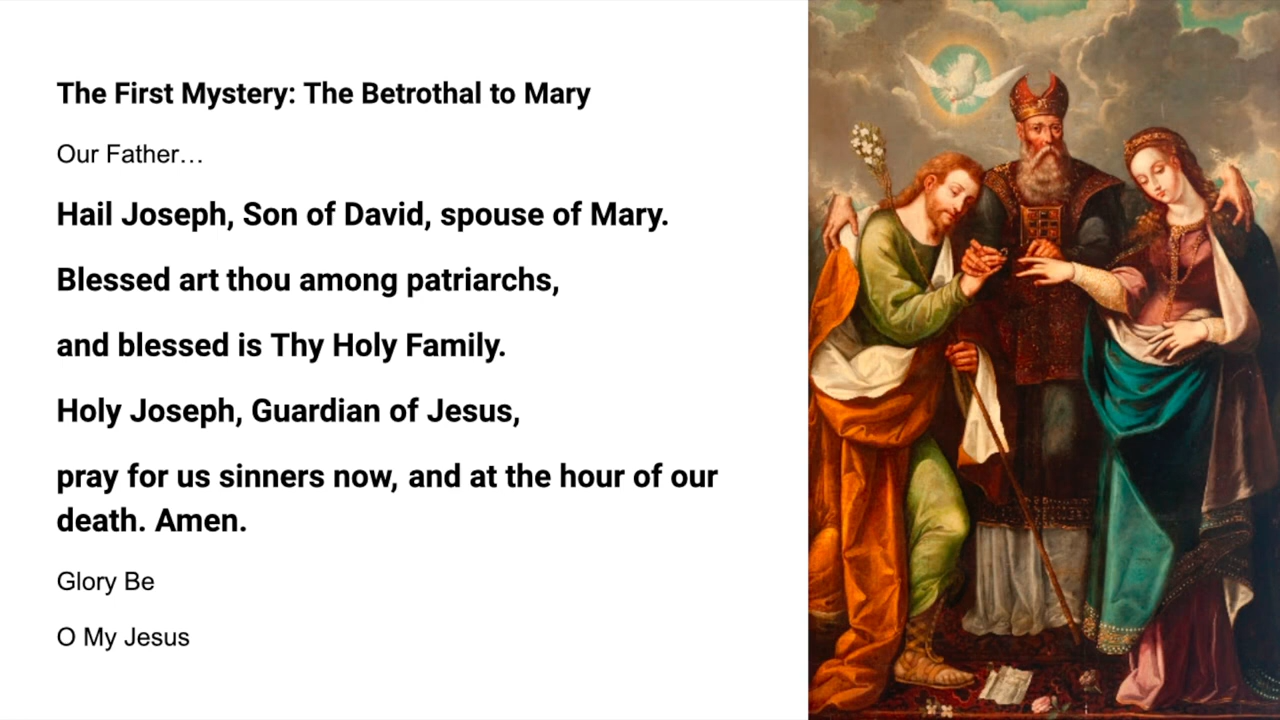 The First Mystery: The Betrothal to Mary
Our Father…
Hail Joseph, Son of David, spouse of Mary.
Blessed art thou among patriarchs,
and blessed is Thy Holy Family.
Holy Joseph, Guardian of Jesus,
pray for us sinners now, and at the hour of our
death. Amen.
Glory Be
O My Jesus